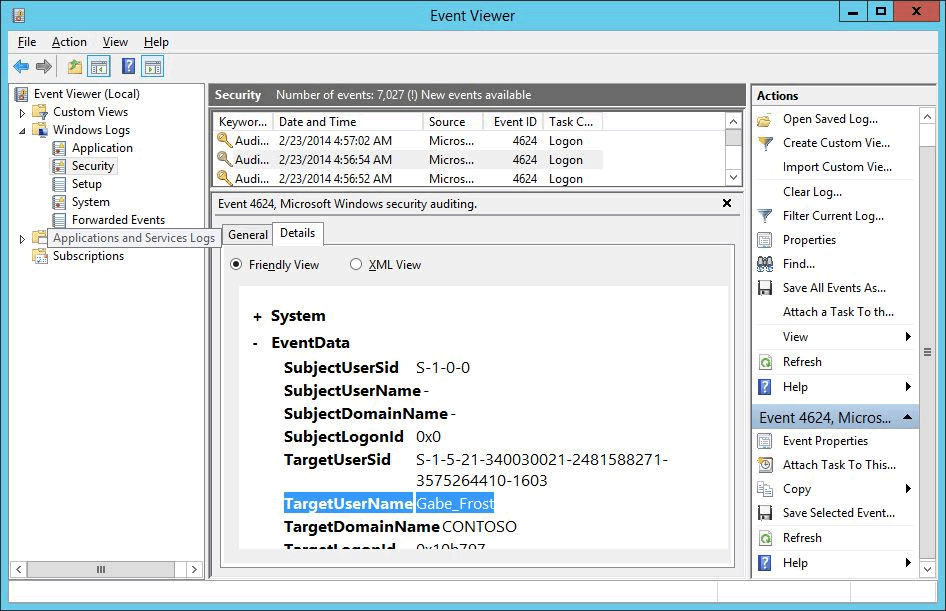 Event Viewer
File Action View Help
Event Viewer (Local)
Custom Views
Windows Logs
Application
Security
Setup
System
Forwarded Events
Applications and Services Logs
Subscriptions
Security Number of events: 7,027 (!) New events available
Keywor... Date and Time Source Event ID Task C...
Audi... 2/23/2014 4:57:02 AM Micros... 4624 Logon
Audi... 2/23/2014 4:56:54 AM Micros... 4624 Logon
Audi... 2/23/2014 4:56:52 AM Micros... 4624 Logon
Event 4624, Microsoft Windows security auditing.
General Details
Friendly View XML View
+ System
- EventData
SubjectUserSid S-1-0-0
SubjectUserName -
SubjectDomainName -
SubjectLogonId 0x0
TargetUserSid S-1-5-21-340030021-2481588271-
3575264410-1603
TargetUserName Gabe_Frost
TargetDomainName CONTOSO
TargetLogonId 0x10b797
Actions
Open Saved Log...
Create Custom Vie...
Import Custom Vie...
Clear Log...
Filter Current Log...
Properties
Find...
Save All Events As...
Attach a Task To th...
View
Refresh
Help
Event 4624, Micros...
Event Properties
Attach Task To This...
Copy
Save Selected Event...
Refresh
Help